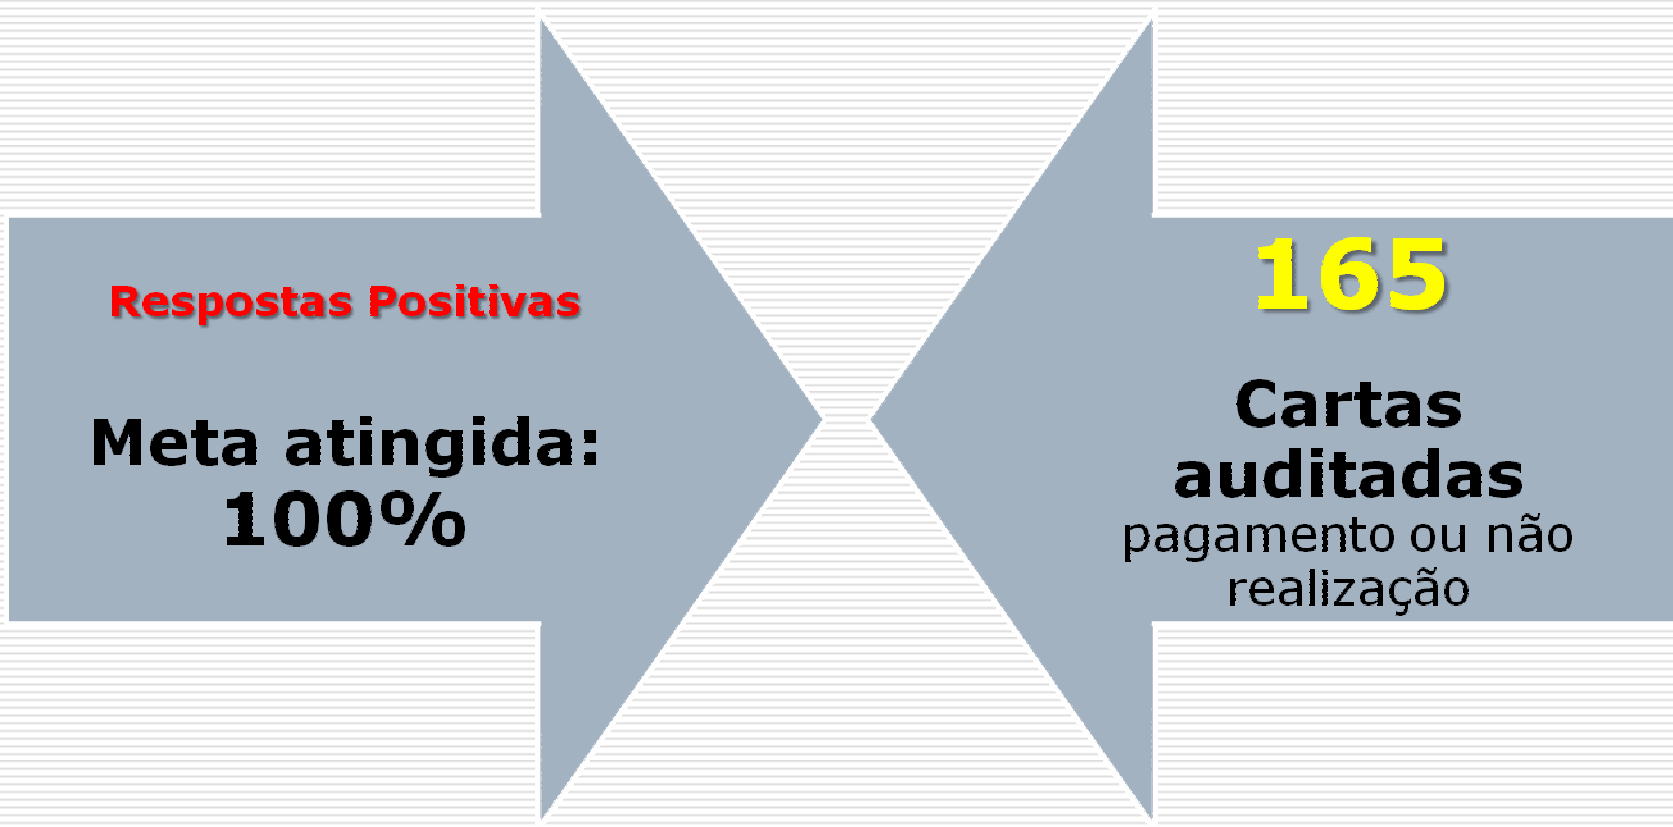 Respostas Positivas
Meta atingida:
100%
165
Cartas
auditadas
pagamento ou não
realização